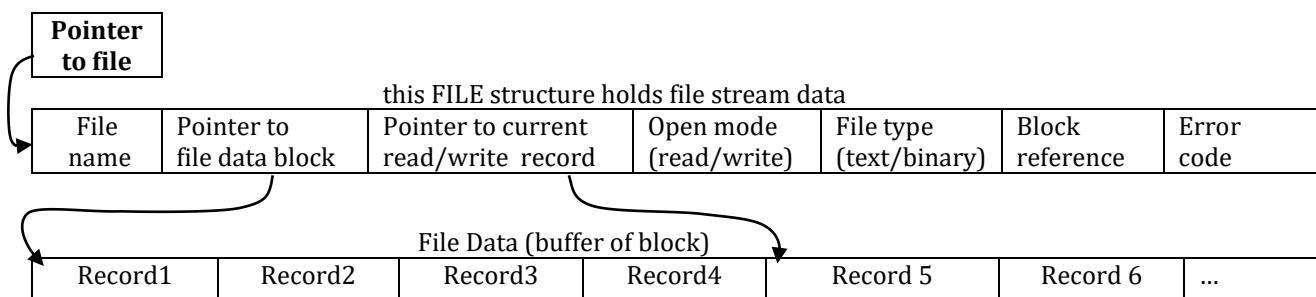 Pointer
to file
this FILE structure holds file stream data
File Pointer to Pointer to current Open mode File type Block Error
name file data block read/write record (read/write) (text/binary) reference code
File Data (buffer of block)
Record1 Record2 Record3 Record4 Record 5 Record 6 ...